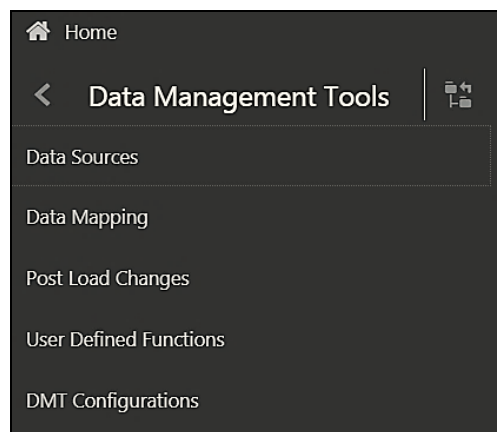 Home
Data Management Tools
Data Sources
Data Mapping
Post Load Changes
User Defined Functions
DMT Configurations